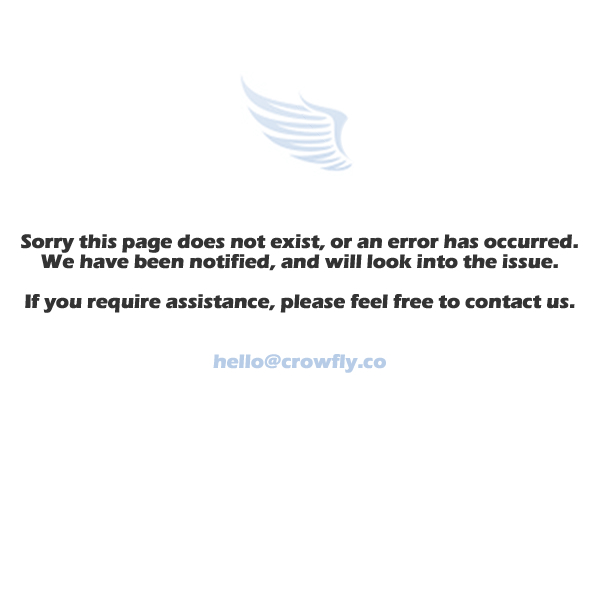 Sorry this page does not exist, or an error has occurred.
We have been notified, and will look into the issue.
If you require assistance, please feel free to contact us.
hello@crowfly.co